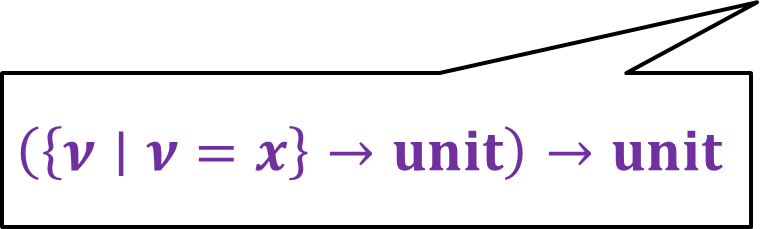 ({ν | ν = x} → unit) → unit